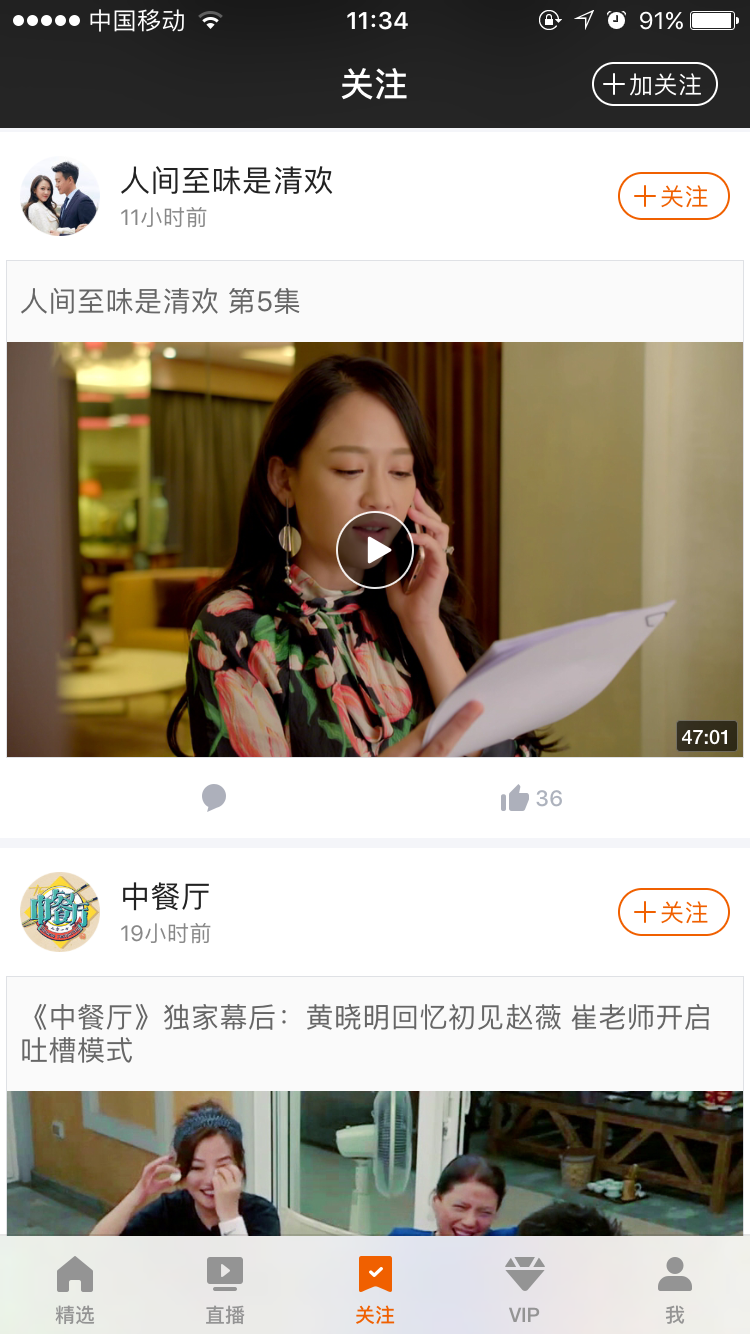 中国移动
11:34
91%
关注
加关注
人间至味是清欢
11小时前
关注
人间至味是清欢 第5集
47:01
36
中餐厅
中餐厅
19小时前
关注
《中餐厅》独家幕后：黄晓明回忆初见赵薇 崔老师开启
吐槽模式
精选
直播
关注
VIP
我